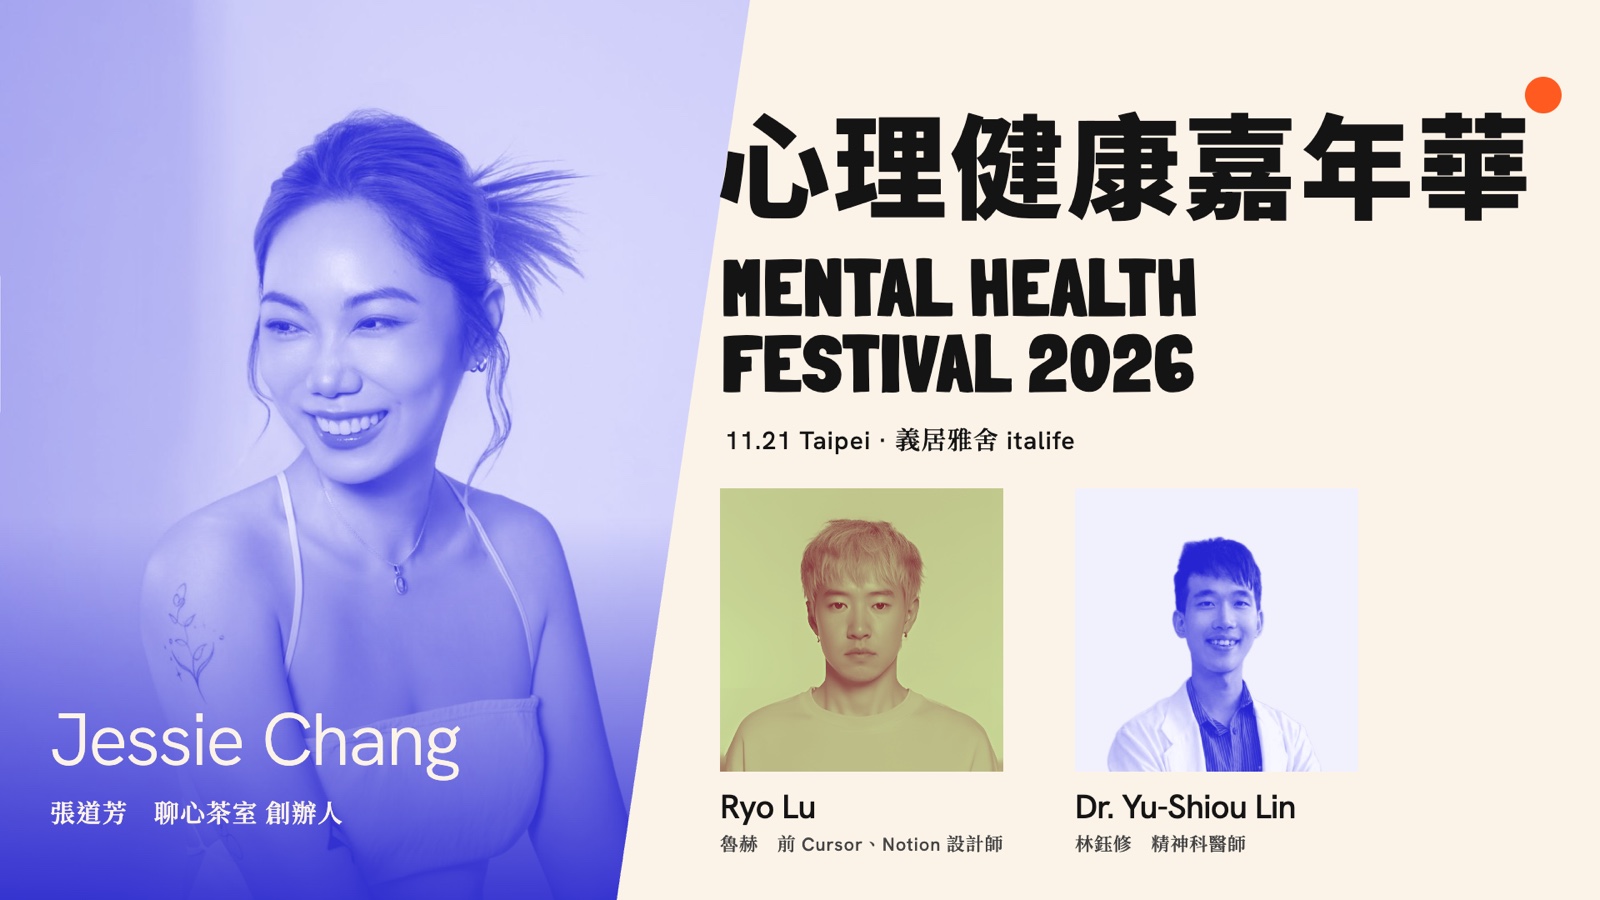 心理健康嘉年華
MENTAL HEALTH
FESTIVAL 2026
11.21 Taipei · 義居雅舍 italife
Jessie Chang
張道芳　聊心茶室 創辦人
Ryo Lu
魯赫　前 Cursor、Notion 設計師
Dr. Yu-Shiou Lin
林鈺修　精神科醫師